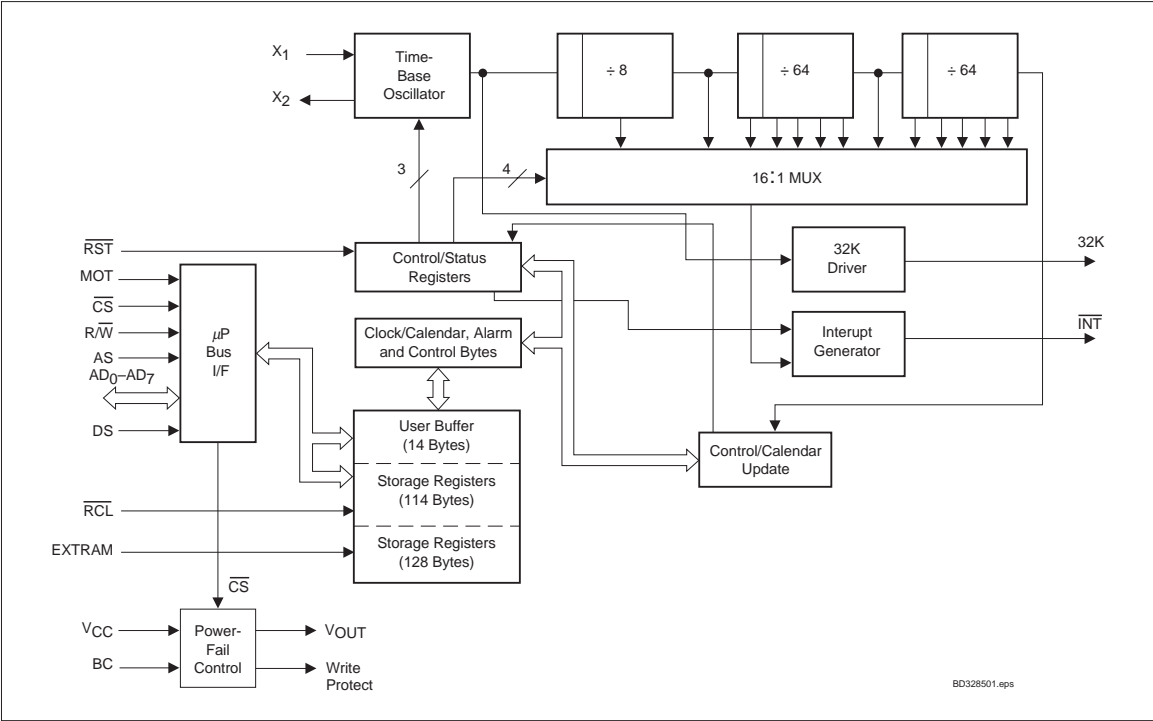 X1
X2
Time-
Base
Oscillator
÷ 8
÷ 64
÷ 64
3
4
16:1 MUX
RST
MOT
CS
R/W
AS
AD0–AD7
DS
RCL
EXTRAM
μP
Bus
I/F
Control/Status
Registers
Clock/Calendar, Alarm
and Control Bytes
User Buffer
(14 Bytes)
Storage Registers
(114 Bytes)
Storage Registers
(128 Bytes)
32K
Driver
32K
Interupt
Generator
INT
Control/Calendar
Update
CS
VCC
BC
Power-
Fail
Control
VOUT
Write
Protect
BD328501.eps